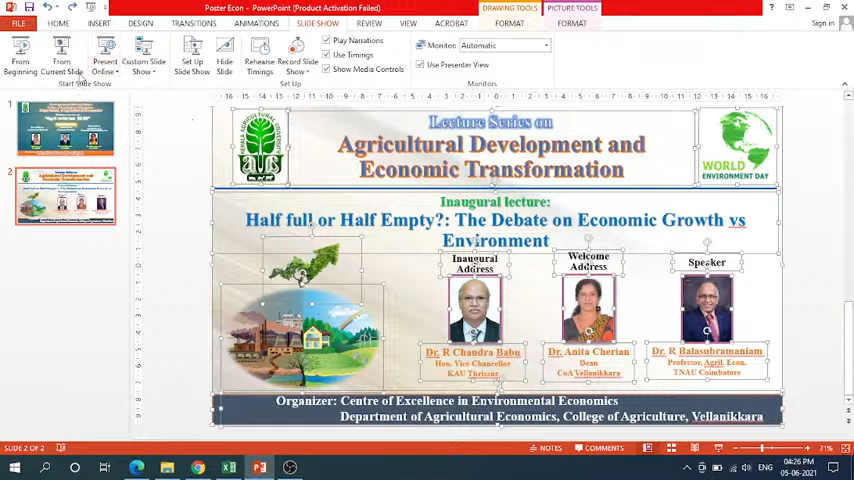 Poster Econ - PowerPoint (Product Activation Failed)
DRAWING TOOLS
PICTURE TOOLS
FILE
HOME
INSERT
DESIGN
TRANSITIONS
ANIMATIONS
SLIDE SHOW
REVIEW
VIEW
ACROBAT
FORMAT
FORMAT
Sign in
From Beginning
From Current Slide
Present Online
Custom Slide Show
Set Up Slide Show
Hide Slide
Rehearse Timings
Record Slide Show
Play Narrations
Use Timings
Show Media Controls
Monitor: Automatic
Use Presenter View
Start Slide Show
Set Up
Monitors
1
2
Lecture Series on
Agricultural Development and
Economic Transformation
WORLD
ENVIRONMENT DAY
Inaugural lecture:
Half full or Half Empty?: The Debate on Economic Growth vs
Environment
Inaugural
Address
Welcome
Address
Speaker
Dr. R Chandra Babu
Hon. Vice Chancellor
KAU Thrissur
Dr. Anita Cherian
Dean
CoA Vellanikkara
Dr. R Balasubramaniam
Professor, Agril. Econ.
TNAU Coimbatore
Organizer: Centre of Excellence in Environmental Economics
Department of Agricultural Economics, College of Agriculture, Vellanikkara
SLIDE 2 OF 2
NOTES
COMMENTS
71%
ENG
04:26 PM
05-06-2021